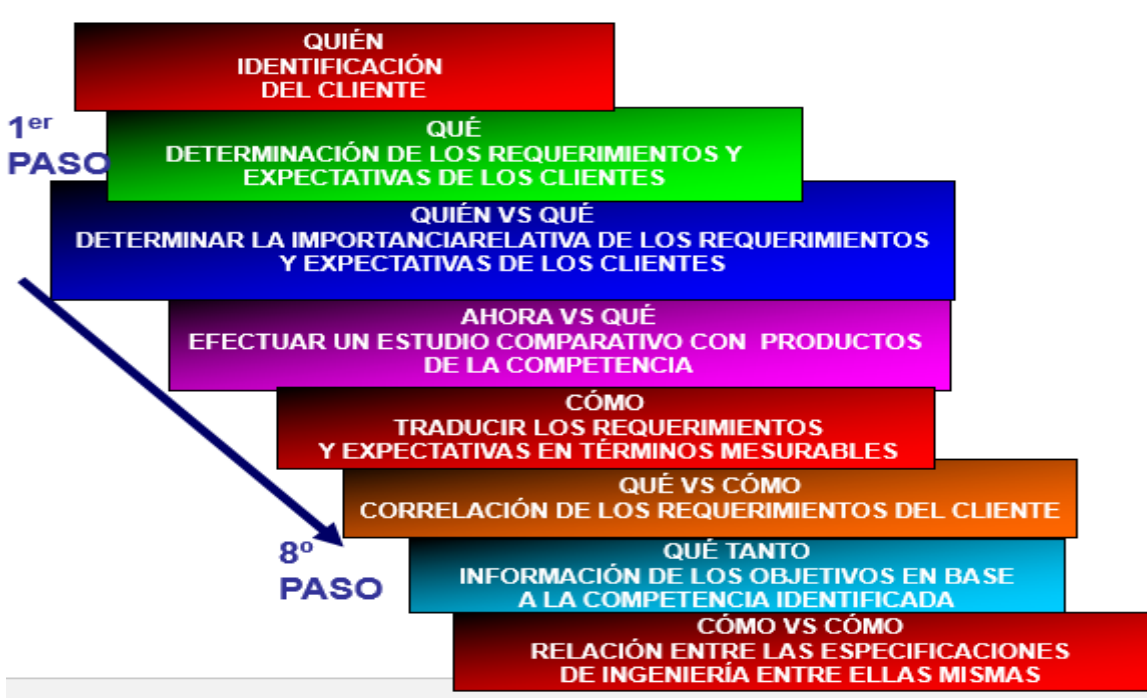 QUIÉN
IDENTIFICACIÓN
DEL CLIENTE
1er
PASO
QUÉ
DETERMINACIÓN DE LOS REQUERIMIENTOS Y
EXPECTATIVAS DE LOS CLIENTES
QUIÉN VS QUÉ
DETERMINAR LA IMPORTANCIARELATIVA DE LOS REQUERIMIENTOS
Y EXPECTATIVAS DE LOS CLIENTES
AHORA VS QUÉ
EFECTUAR UN ESTUDIO COMPARATIVO CON PRODUCTOS
DE LA COMPETENCIA
CÓMO
TRADUCIR LOS REQUERIMIENTOS
Y EXPECTATIVAS EN TÉRMINOS MESURABLES
QUÉ VS CÓMO
CORRELACIÓN DE LOS REQUERIMIENTOS DEL CLIENTE
8º
PASO
QUÉ TANTO
INFORMACIÓN DE LOS OBJETIVOS EN BASE
A LA COMPETENCIA IDENTIFICADA
CÓMO VS CÓMO
RELACIÓN ENTRE LAS ESPECIFICACIONES
DE INGENIERÍA ENTRE ELLAS MISMAS